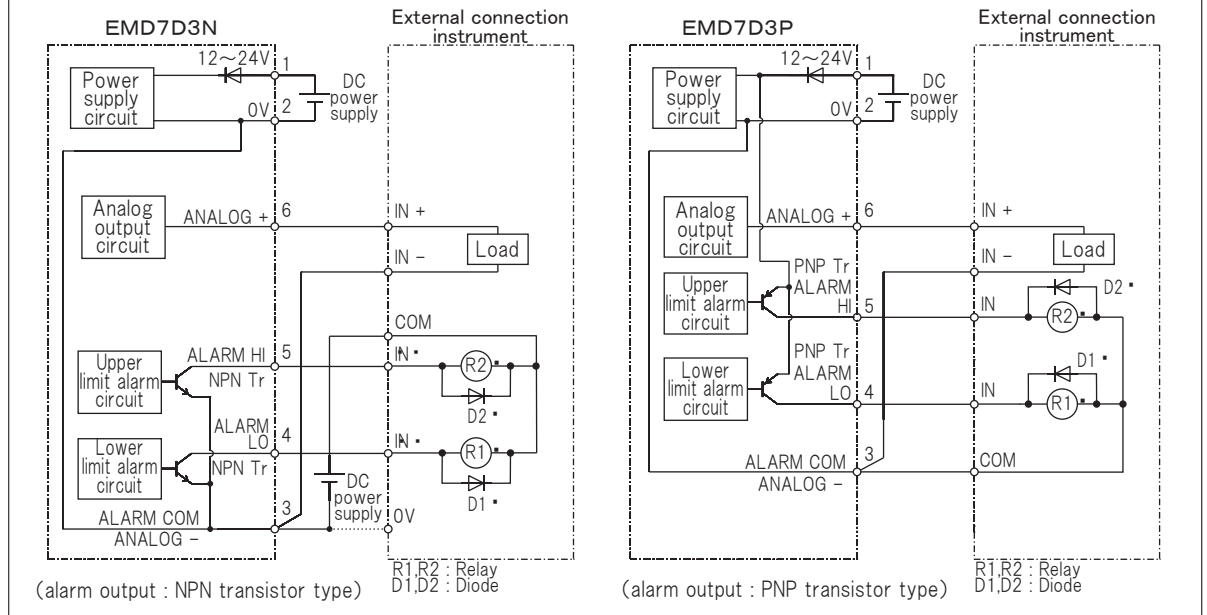 EMD7D3N
External connection
instrument
12～24V
1
Power
supply
circuit
DC
power
supply
0V
2
Analog
output
circuit
ANALOG +
6
IN +
Load
IN −
COM
Upper
limit alarm
circuit
ALARM HI
5
IN
R2
NPN Tr
D2
ALARM
LO
4
IN
R1
Lower
limit alarm
circuit
NPN Tr
D1
DC
power
supply
0V
3
ALARM COM
ANALOG −
R1,R2 : Relay
D1,D2 : Diode
(alarm output : NPN transistor type)
EMD7D3P
External connection
instrument
12～24V
1
Power
supply
circuit
DC
power
supply
0V
2
Analog
output
circuit
ANALOG +
6
IN +
Load
IN −
PNP Tr
ALARM
HI
5
Upper
limit alarm
circuit
IN
D2
R2
PNP Tr
ALARM
LO
4
Lower
limit alarm
circuit
IN
D1
R1
ALARM COM
3
COM
ANALOG −
R1,R2 : Relay
D1,D2 : Diode
(alarm output : PNP transistor type)